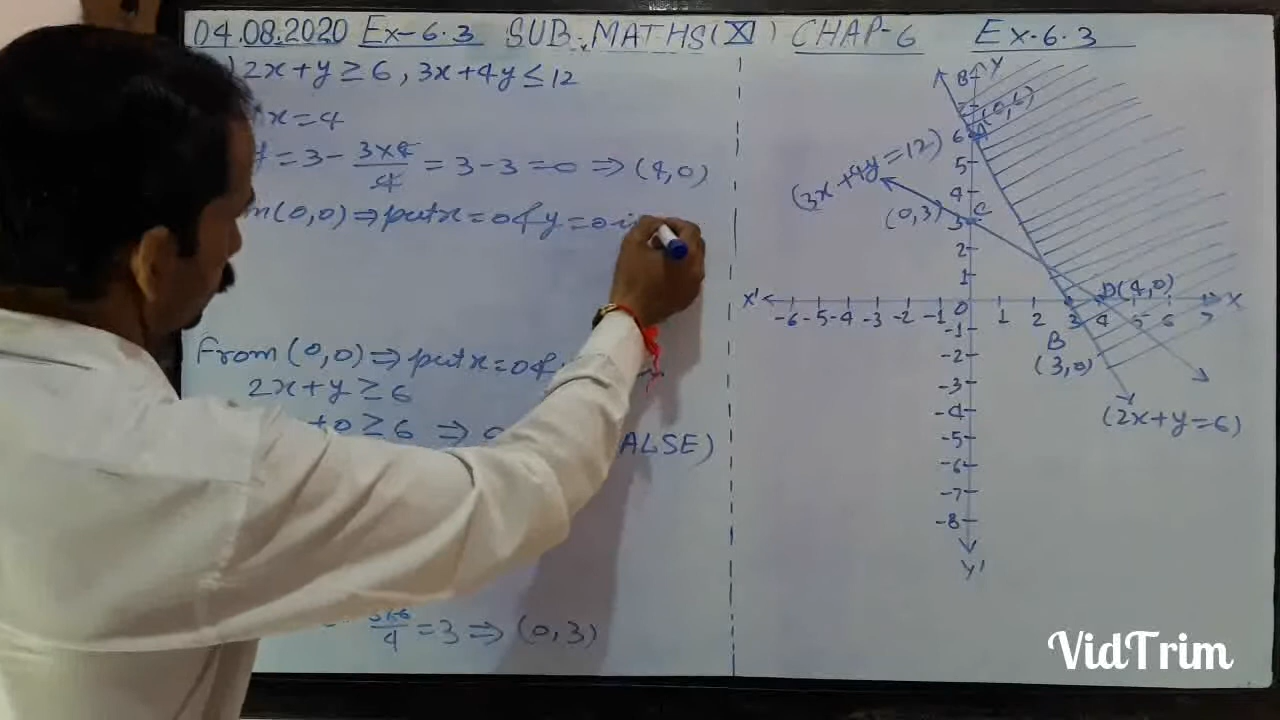 04.08.2020 Ex-6.3 SUB. MATHS (XI) CHAP-6 Ex-6.3
2x+y≥6, 3x+4y≤12
x=4
=3-3×4/4=3-3=0⇒(4,0)
(0,0)⇒put x=0 & y=0
From (0,0)⇒put x=0 &
2x+y≥6
+0≥6⇒
ALSE)
/4=3⇒(0,3)
Y
8
7
(0,6)
6 A
5
(3x+4y=12)
4
(0,3)
C
3
2
1
X' -6 -5 -4 -3 -2 -1 0 1 2 3 4 5 6 7 X
D(4,0)
B
(3,0)
-1
-2
-3
-4
-5
-6
-7
-8
Y'
(2x+y=6)
VidTrim